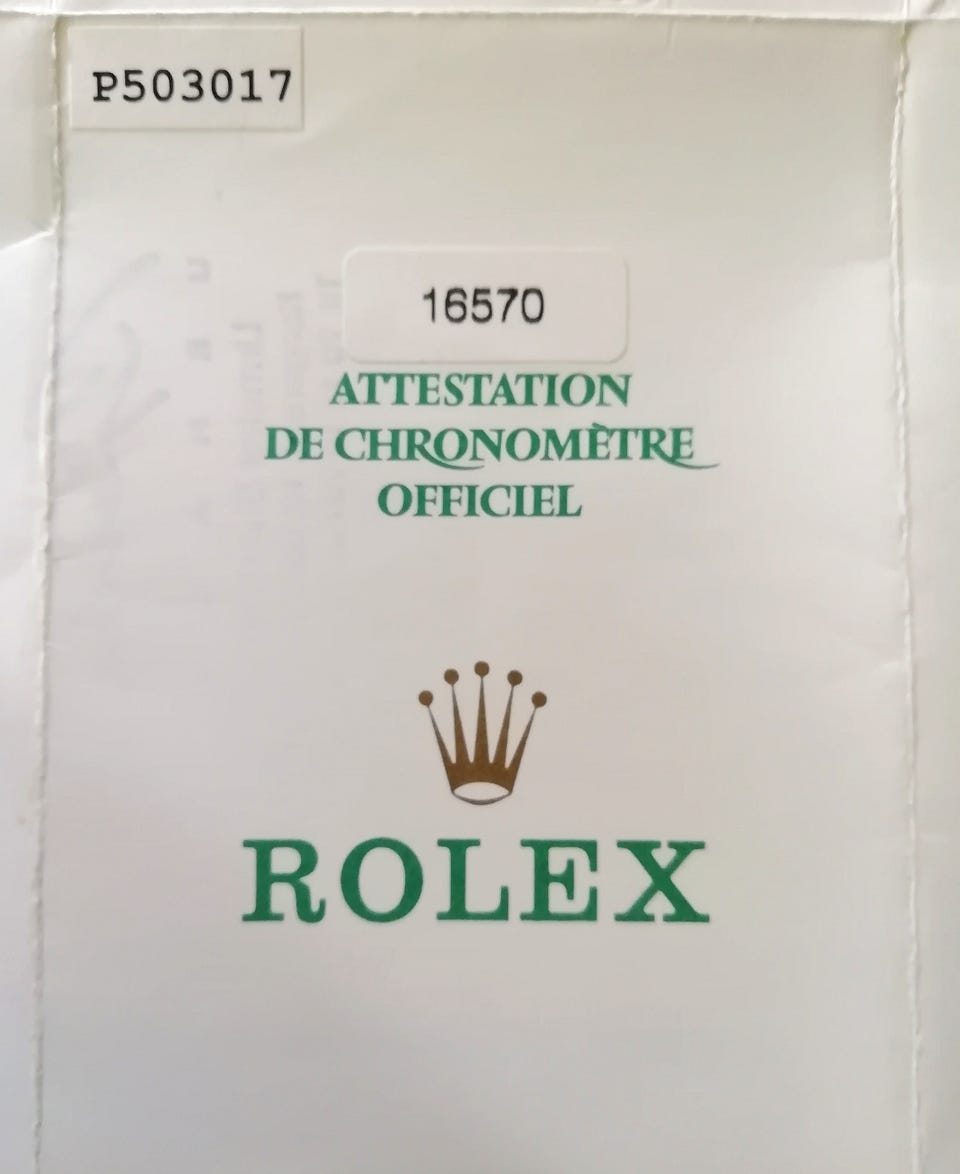 P503017
16570
ATTESTATION
DE CHRONOMÈTRE
OFFICIEL
ROLEX